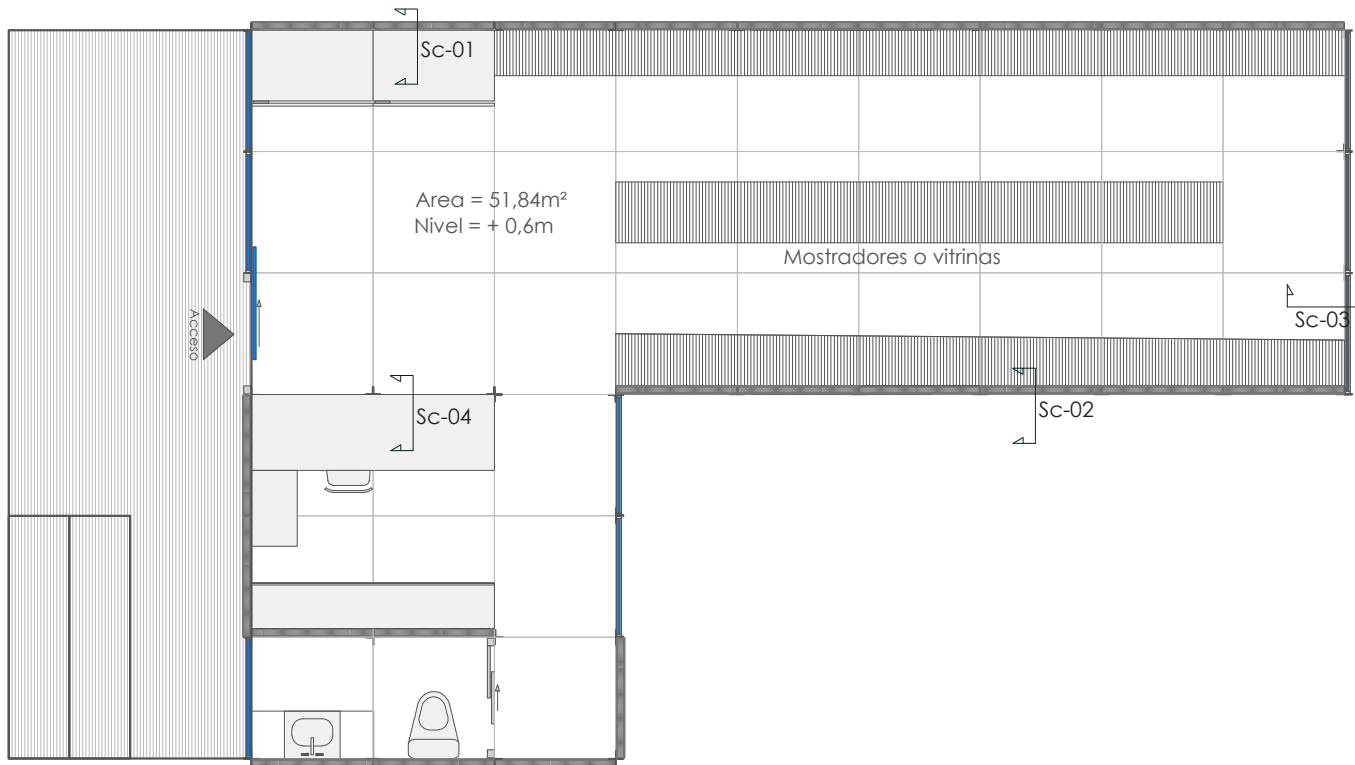 Sc-01
Area = 51,84m²
Nivel = + 0,6m
Mostradores o vitrinas
Acceso
Sc-03
Sc-04
Sc-02